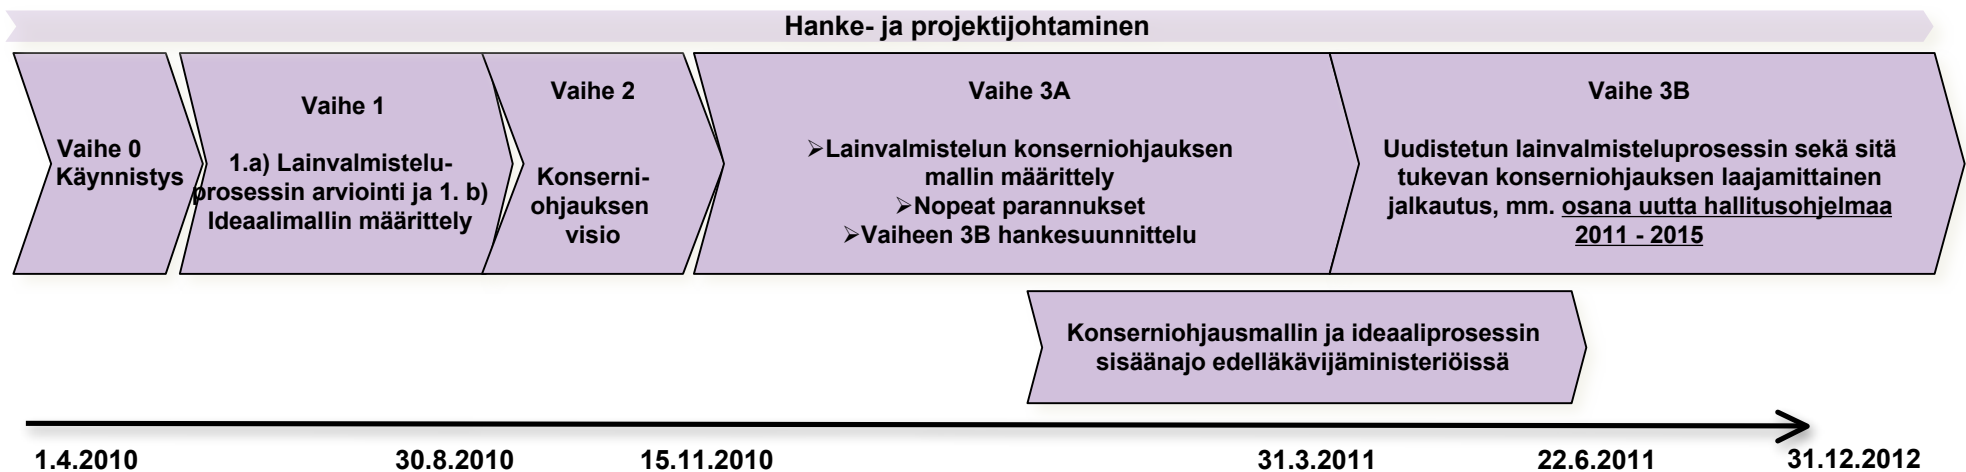 Hanke- ja projektijohtaminen
Vaihe 0
Käynnistys
Vaihe 1
1.a) Lainvalmistelu-
prosessin arviointi ja 1. b)
Ideaalimallin määrittely
Vaihe 2
Konserni-
ohjauksen
visio
Vaihe 3A
➢Lainvalmistelun konserniohjauksen
mallin määrittely
➢Nopeat parannukset
➢Vaiheen 3B hankesuunnittelu
Vaihe 3B
Uudistetun lainvalmisteluprosessin sekä sitä
tukevan konserniohjauksen laajamittainen
jalkautus, mm. osana uutta hallitusohjelmaa
2011 - 2015
Konserniohjausmallin ja ideaaliprosessin
sisäänajo edelläkävijäministeriöissä
1.4.2010
30.8.2010
15.11.2010
31.3.2011
22.6.2011
31.12.2012